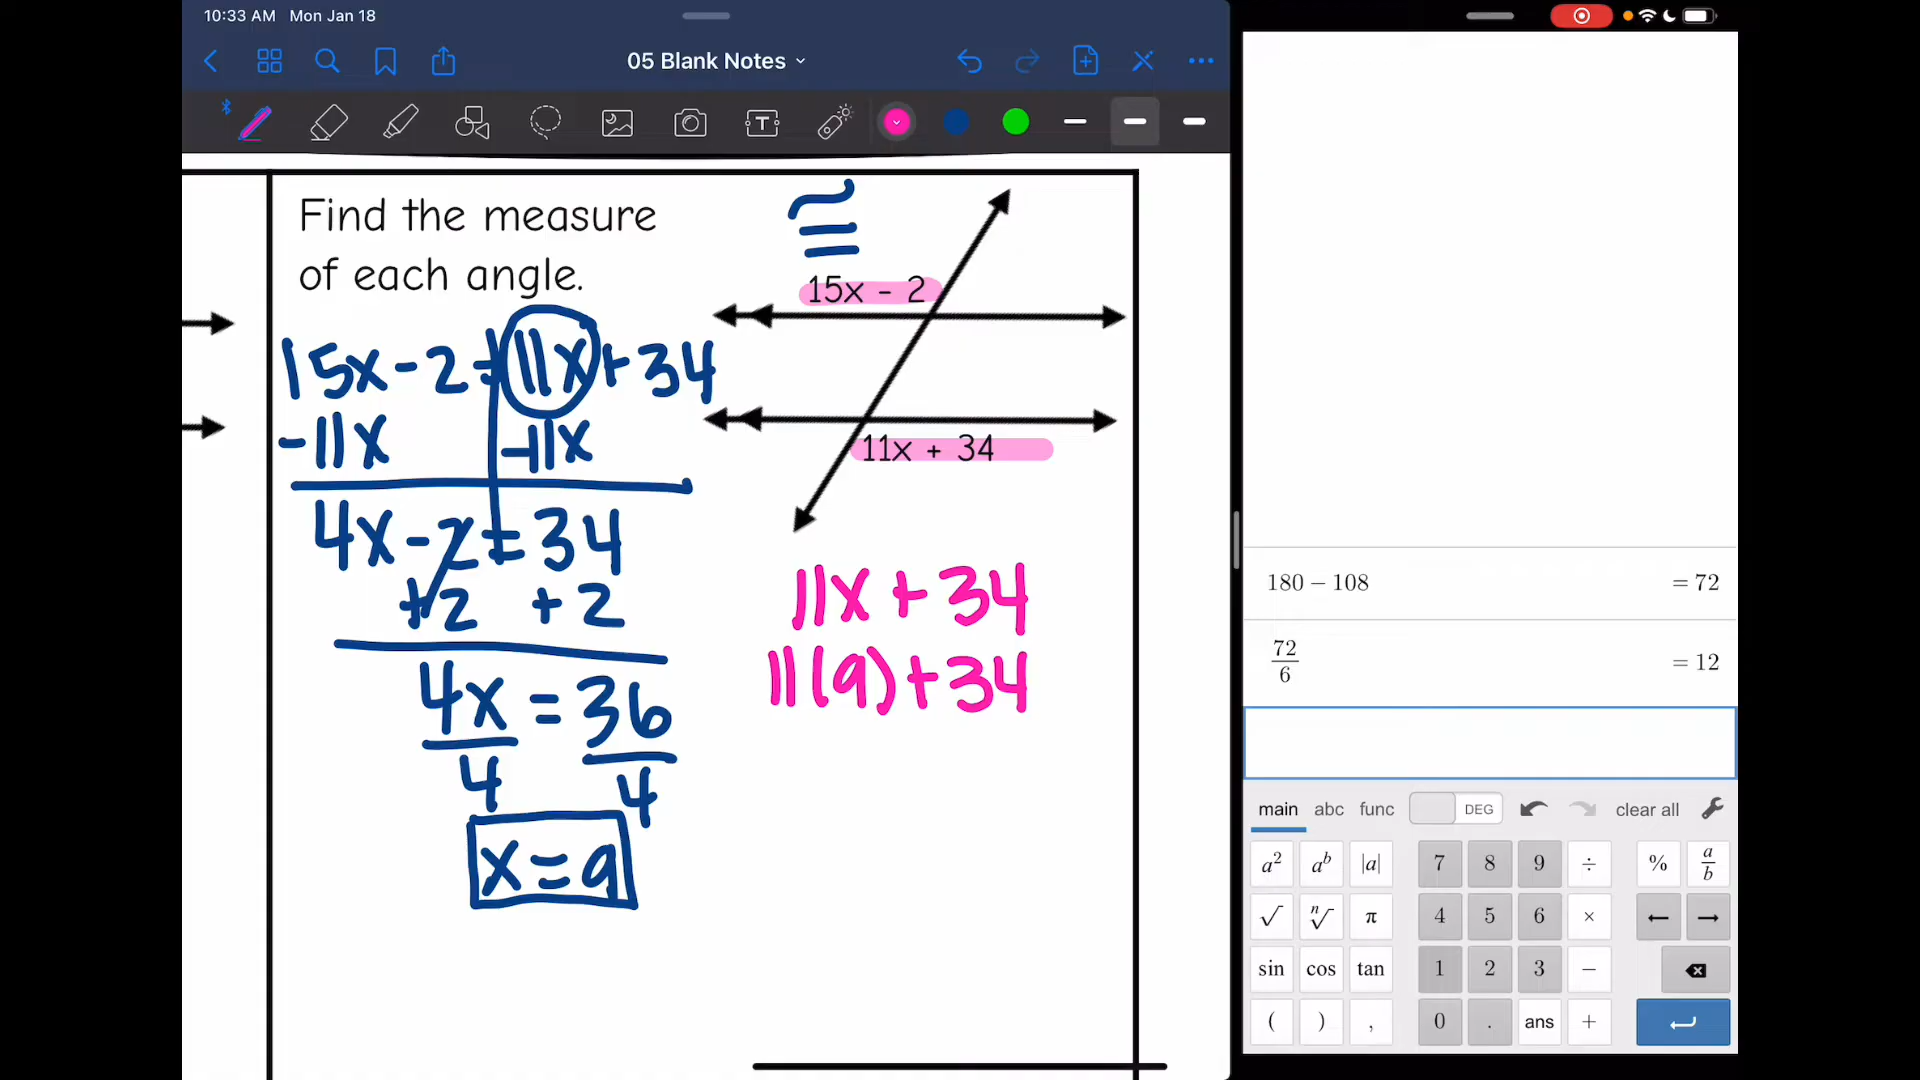 10:33 AM Mon Jan 18
05 Blank Notes
T
Find the measure
of each angle.
≅
15x - 2
11x + 34
15x-2=11x+34
-11x -11x
4x-2=34
+2 +2
4x = 36
4 4
x=9
11x + 34
11(9)+34
180 − 108 = 72
72
6
= 12
main abc func DEG clear all
a² aᵇ |a| 7 8 9 ÷ % a/b
√ ⁿ√ π 4 5 6 × ← →
sin cos tan 1 2 3 −
( ) , 0 . ans +